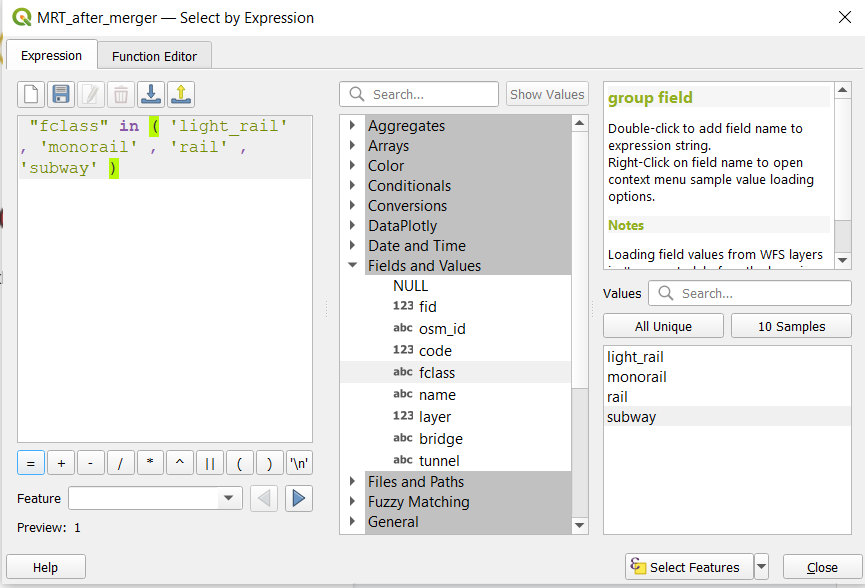 MRT_after_merger — Select by Expression
Expression
Function Editor
"fclass" in ( 'light_rail'
, 'monorail' , 'rail' ,
'subway' )
= + - / * ^ || ( ) '\n'
Feature
Preview: 1
Search...
Show Values
Aggregates
Arrays
Color
Conditionals
Conversions
DataPlotly
Date and Time
Fields and Values
NULL
123 fid
abc osm_id
123 code
abc fclass
abc name
123 layer
abc bridge
abc tunnel
Files and Paths
Fuzzy Matching
General
group field
Double-click to add field name to
expression string.
Right-Click on field name to open
context menu sample value loading
options.
Notes
Loading field values from WFS layers
Values
Search...
All Unique
10 Samples
light_rail
monorail
rail
subway
Help
Select Features
Close